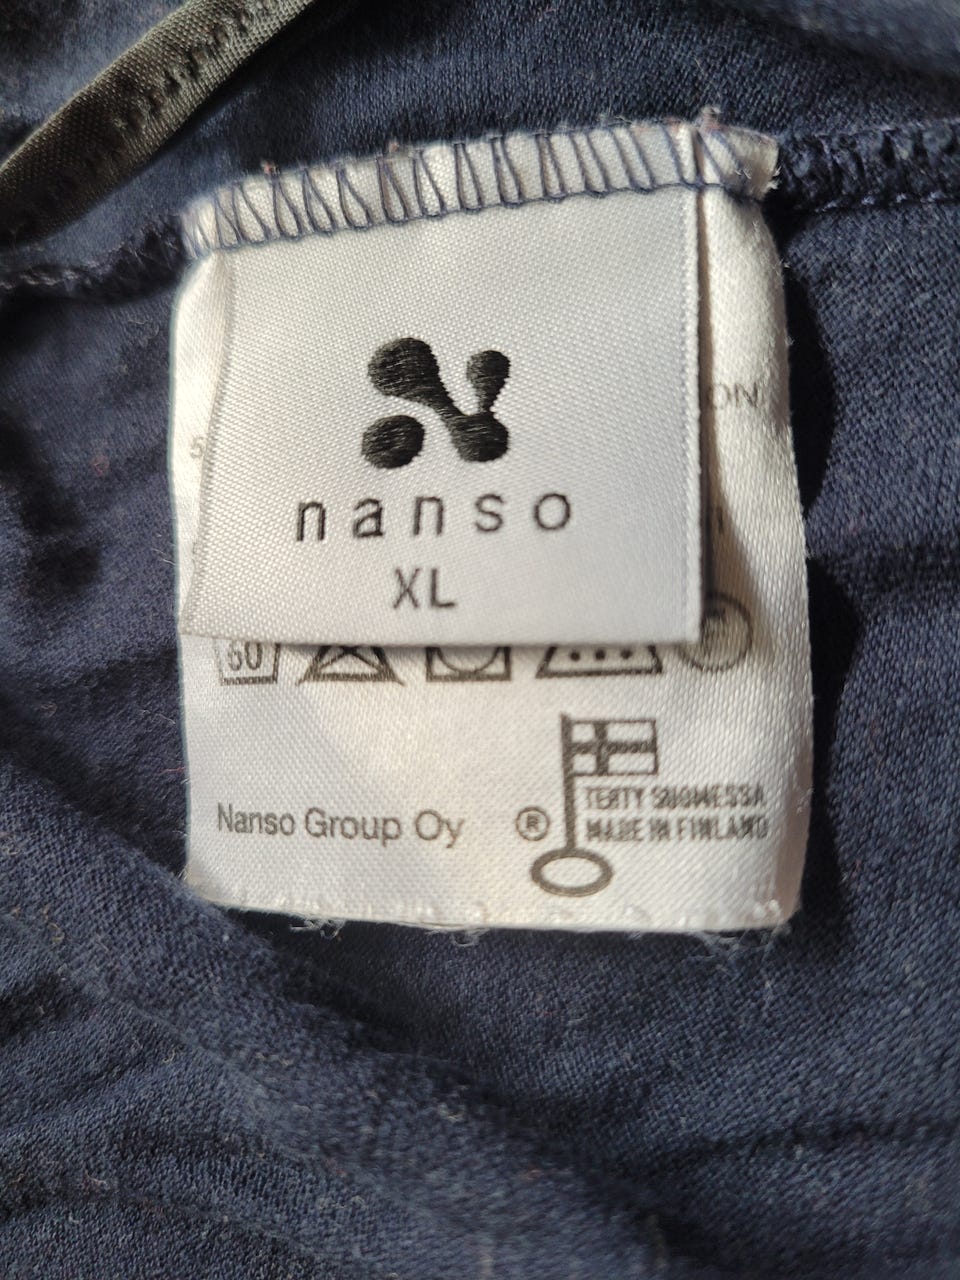 nanso
XL
60
Nanso Group Oy
®
TEHTY SUOMESSA
MADE IN FINLAND